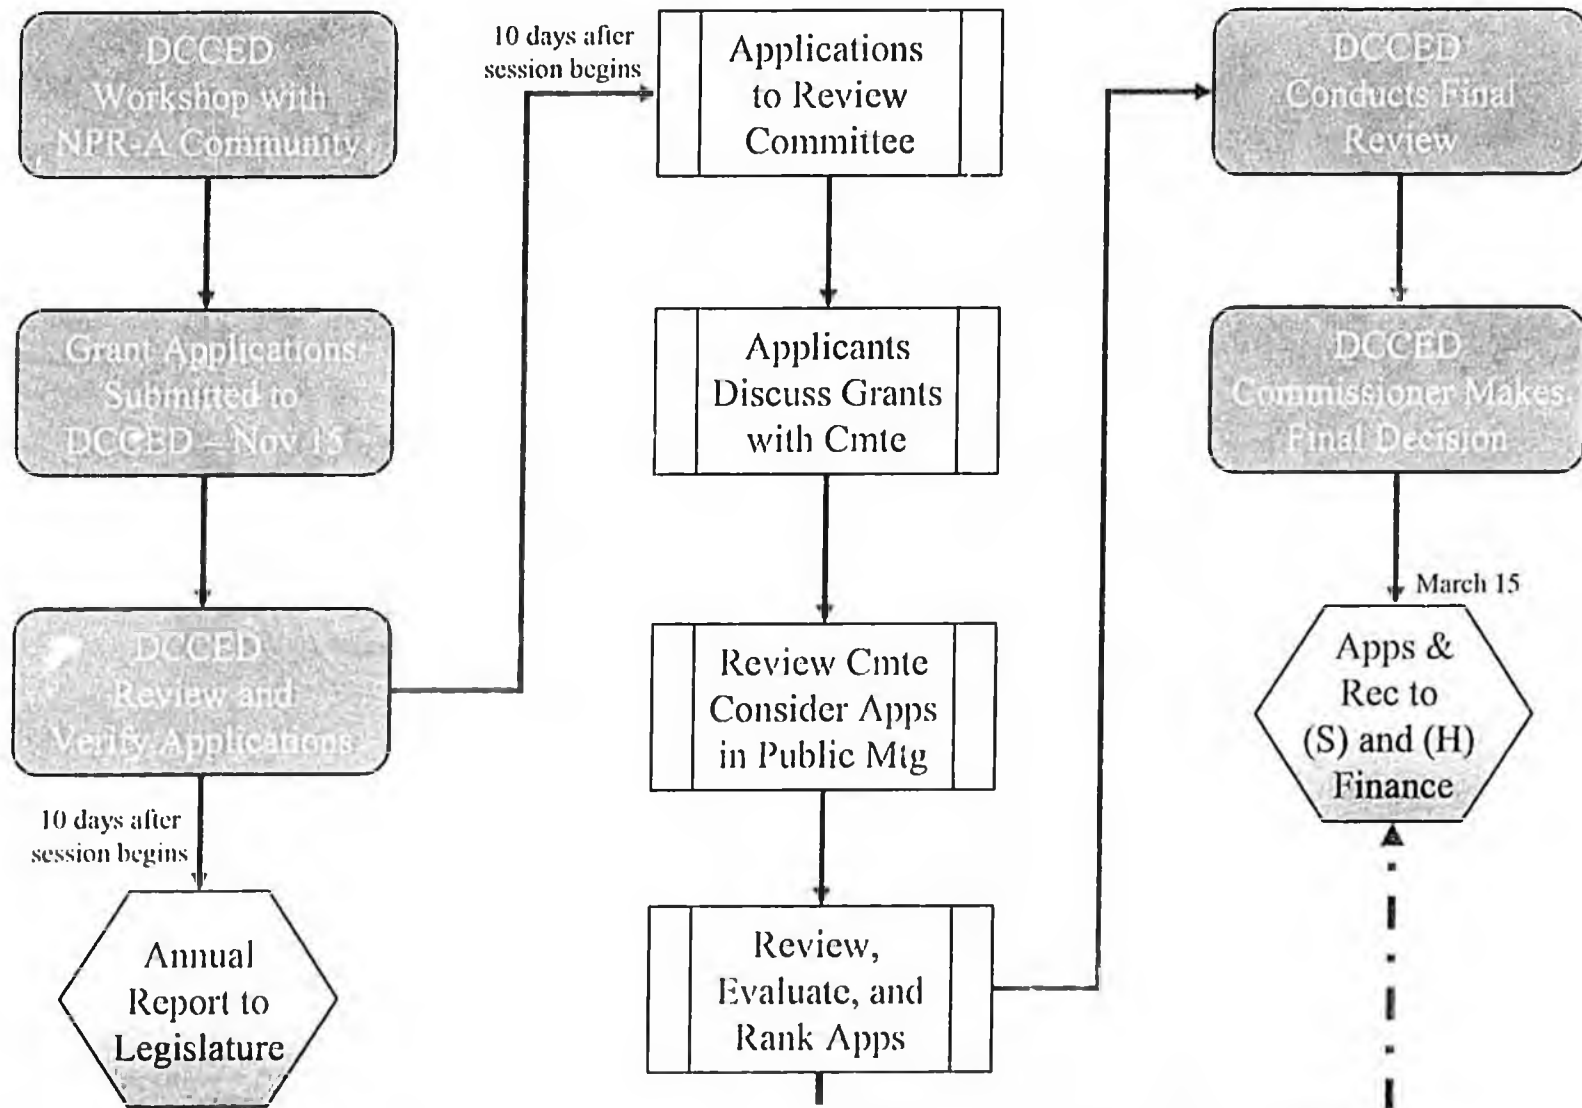 DCCED
Workshop with
NPR-A Community
Grant Applications
Submitted to
DCCED – Nov 15
DCCED
Review and
Verify Applications
10 days after
session begins
Annual
Report to
Legislature
10 days after
session begins
Applications
to Review
Committee
Applicants
Discuss Grants
with Cmte
Review Cmte
Consider Apps
in Public Mtg
Review,
Evaluate, and
Rank Apps
DCCED
Conducts Final
Review
DCCED
Commissioner Makes
Final Decision
March 15
Apps &
Rec to
(S) and (H)
Finance